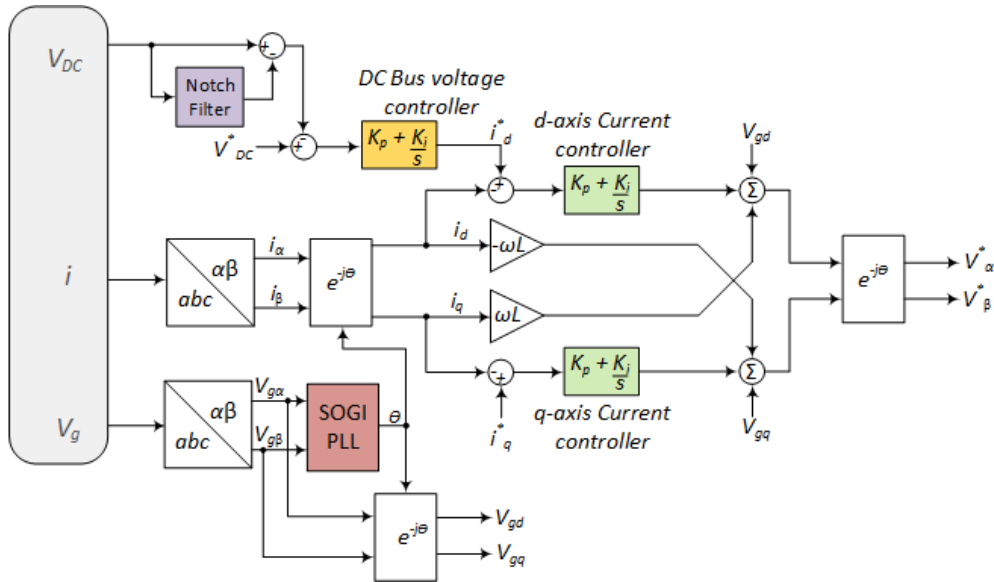 V_DC
Notch
Filter
+
-
V*_DC
+
-
DC Bus voltage
controller
K_p + K_i/s
i*_d
d-axis Current
controller
-
+
K_p + K_i/s
V_gd
Σ
i
αβ
abc
i_α
i_β
e^-jθ
i_d
-ωL
i_q
ωL
e^-jθ
V*_α
V*_β
-
+
K_p + K_i/s
Σ
i*_q
q-axis Current
controller
V_gq
V_g
αβ
abc
V_gα
V_gβ
SOGI
PLL
θ
e^-jθ
V_gd
V_gq